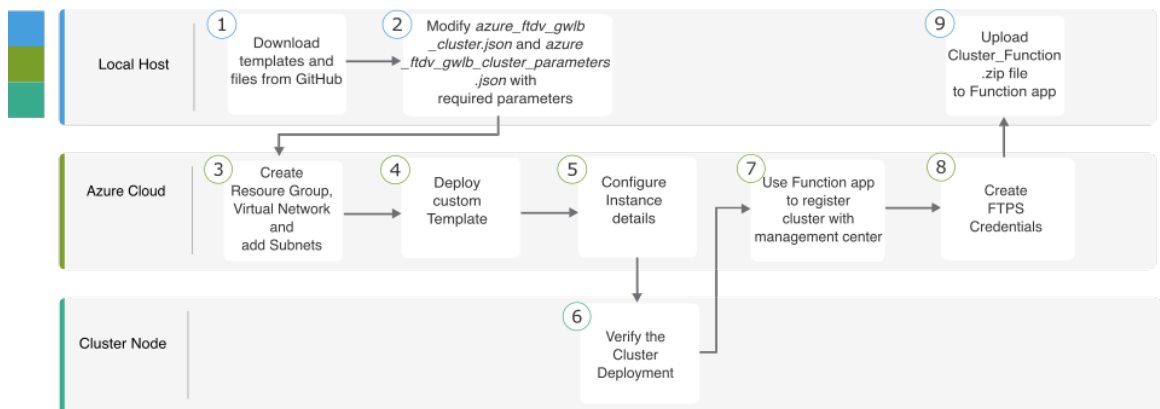 1
Download
templates and
files from GitHub
2
Modify azure_ftdv_gwlb
_cluster.json and azure
_ftdv_gwlb_cluster_parameters
.json with
required parameters
9
Upload
Cluster_Function
.zip file
to Function app
Local Host
Azure Cloud
3
Create
Resoure Group,
Virtual Network
and
add Subnets
4
Deploy
custom
Template
5
Configure
Instance
details
7
Use Function app
to register
cluster with
management center
8
Create
FTPS
Credentials
Cluster Node
6
Verify the
Cluster
Deployment